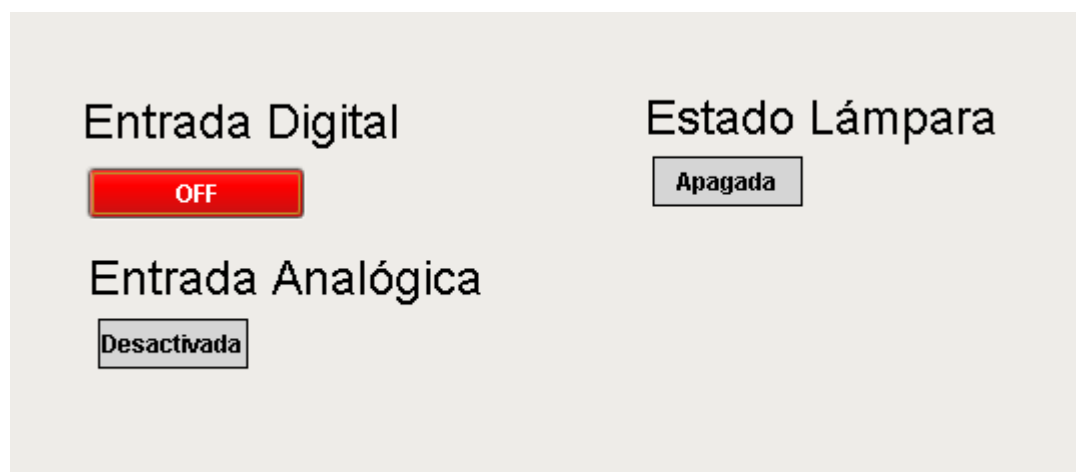 Entrada Digital
OFF
Entrada Analógica
Desactivada
Estado Lámpara
Apagada